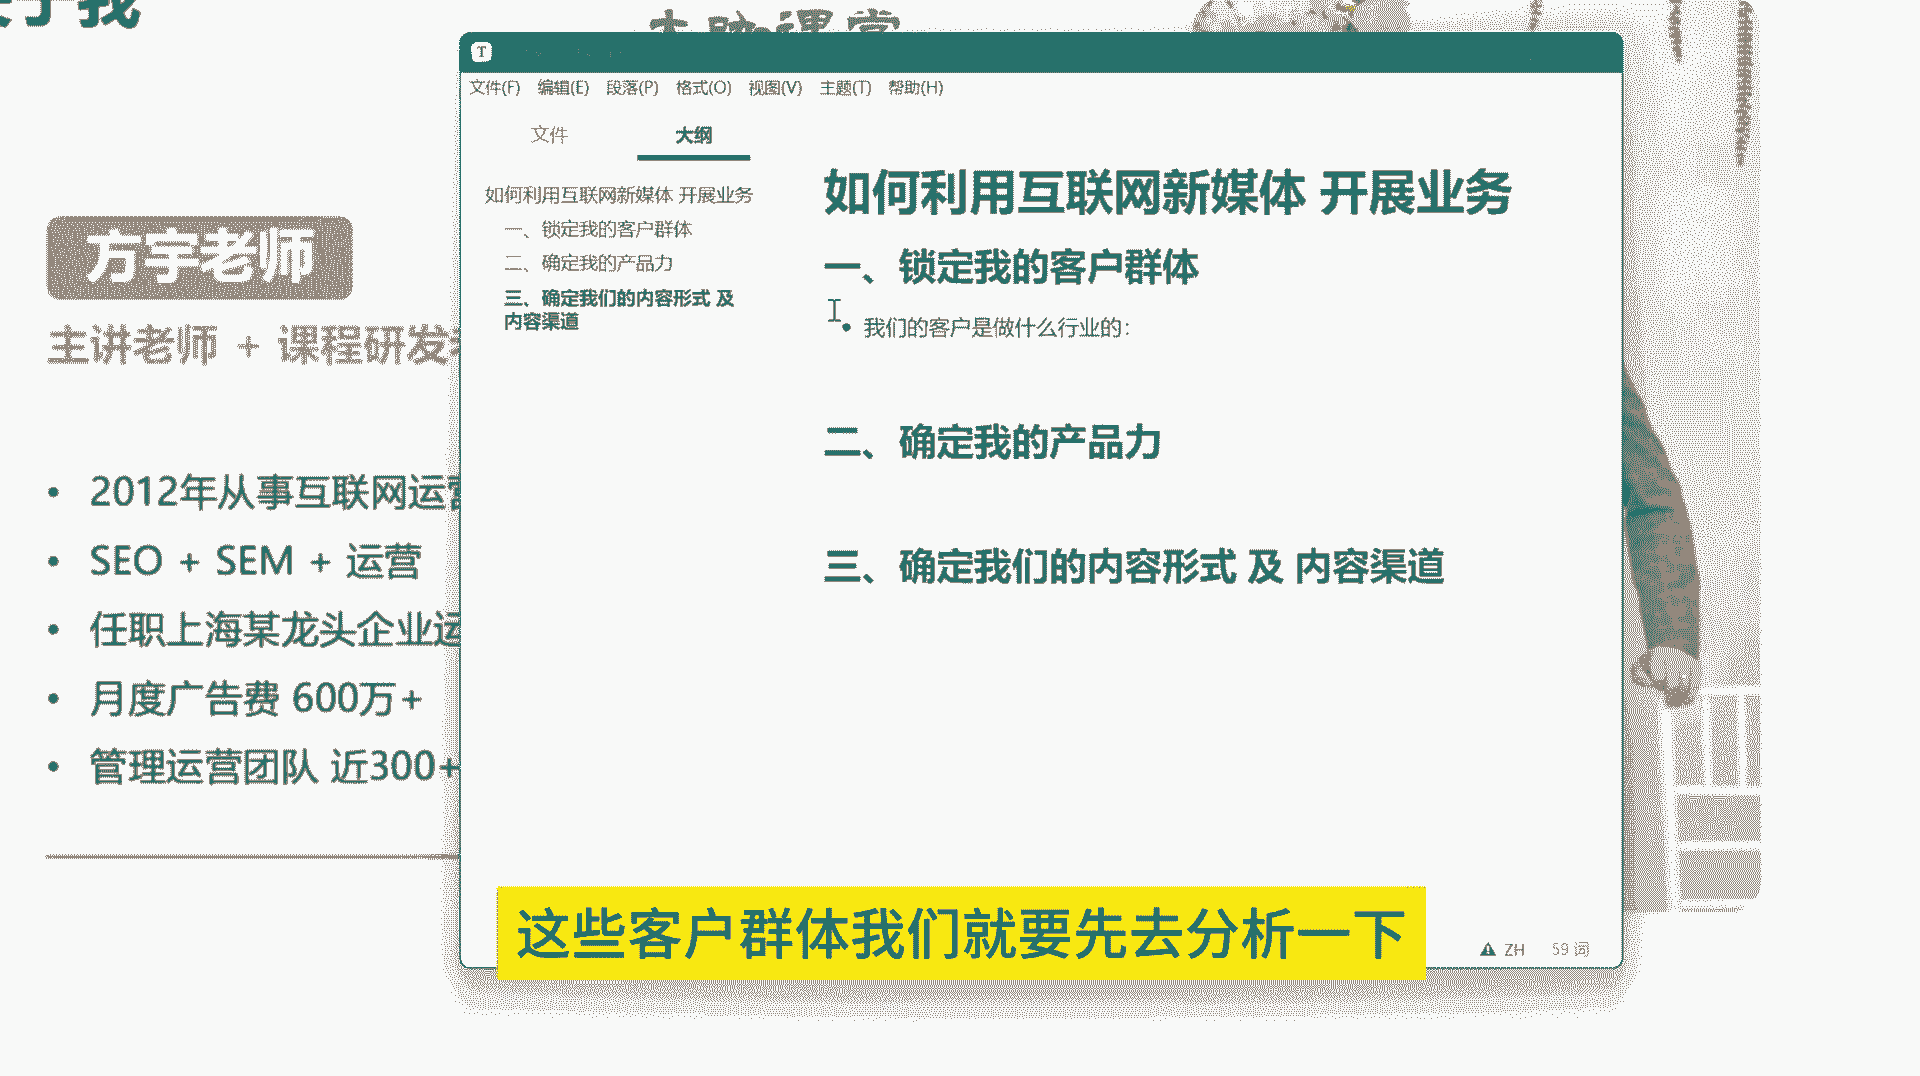 于我
大脸课堂
方宇老师
主讲老师 + 课程研发
2012年从事互联网运营
SEO + SEM + 运营
任职上海某龙头企业运
月度广告费 600万+
管理运营团队 近300+
T
文件(F) 编辑(E) 段落(P) 格式(O) 视图(V) 主题(T) 帮助(H)
文件 大纲
如何利用互联网新媒体 开展业务
一、锁定我的客户群体
二、确定我的产品力
三、确定我们的内容形式 及
内容渠道
如何利用互联网新媒体 开展业务
一、锁定我的客户群体
我们的客户是做什么行业的：
二、确定我的产品力
三、确定我们的内容形式 及 内容渠道
这些客户群体我们就要先去分析一下
ZH 59 词